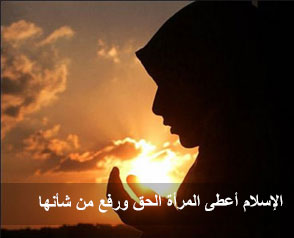 الإسلام أعطى المرأة الحق ورفع من شأنها